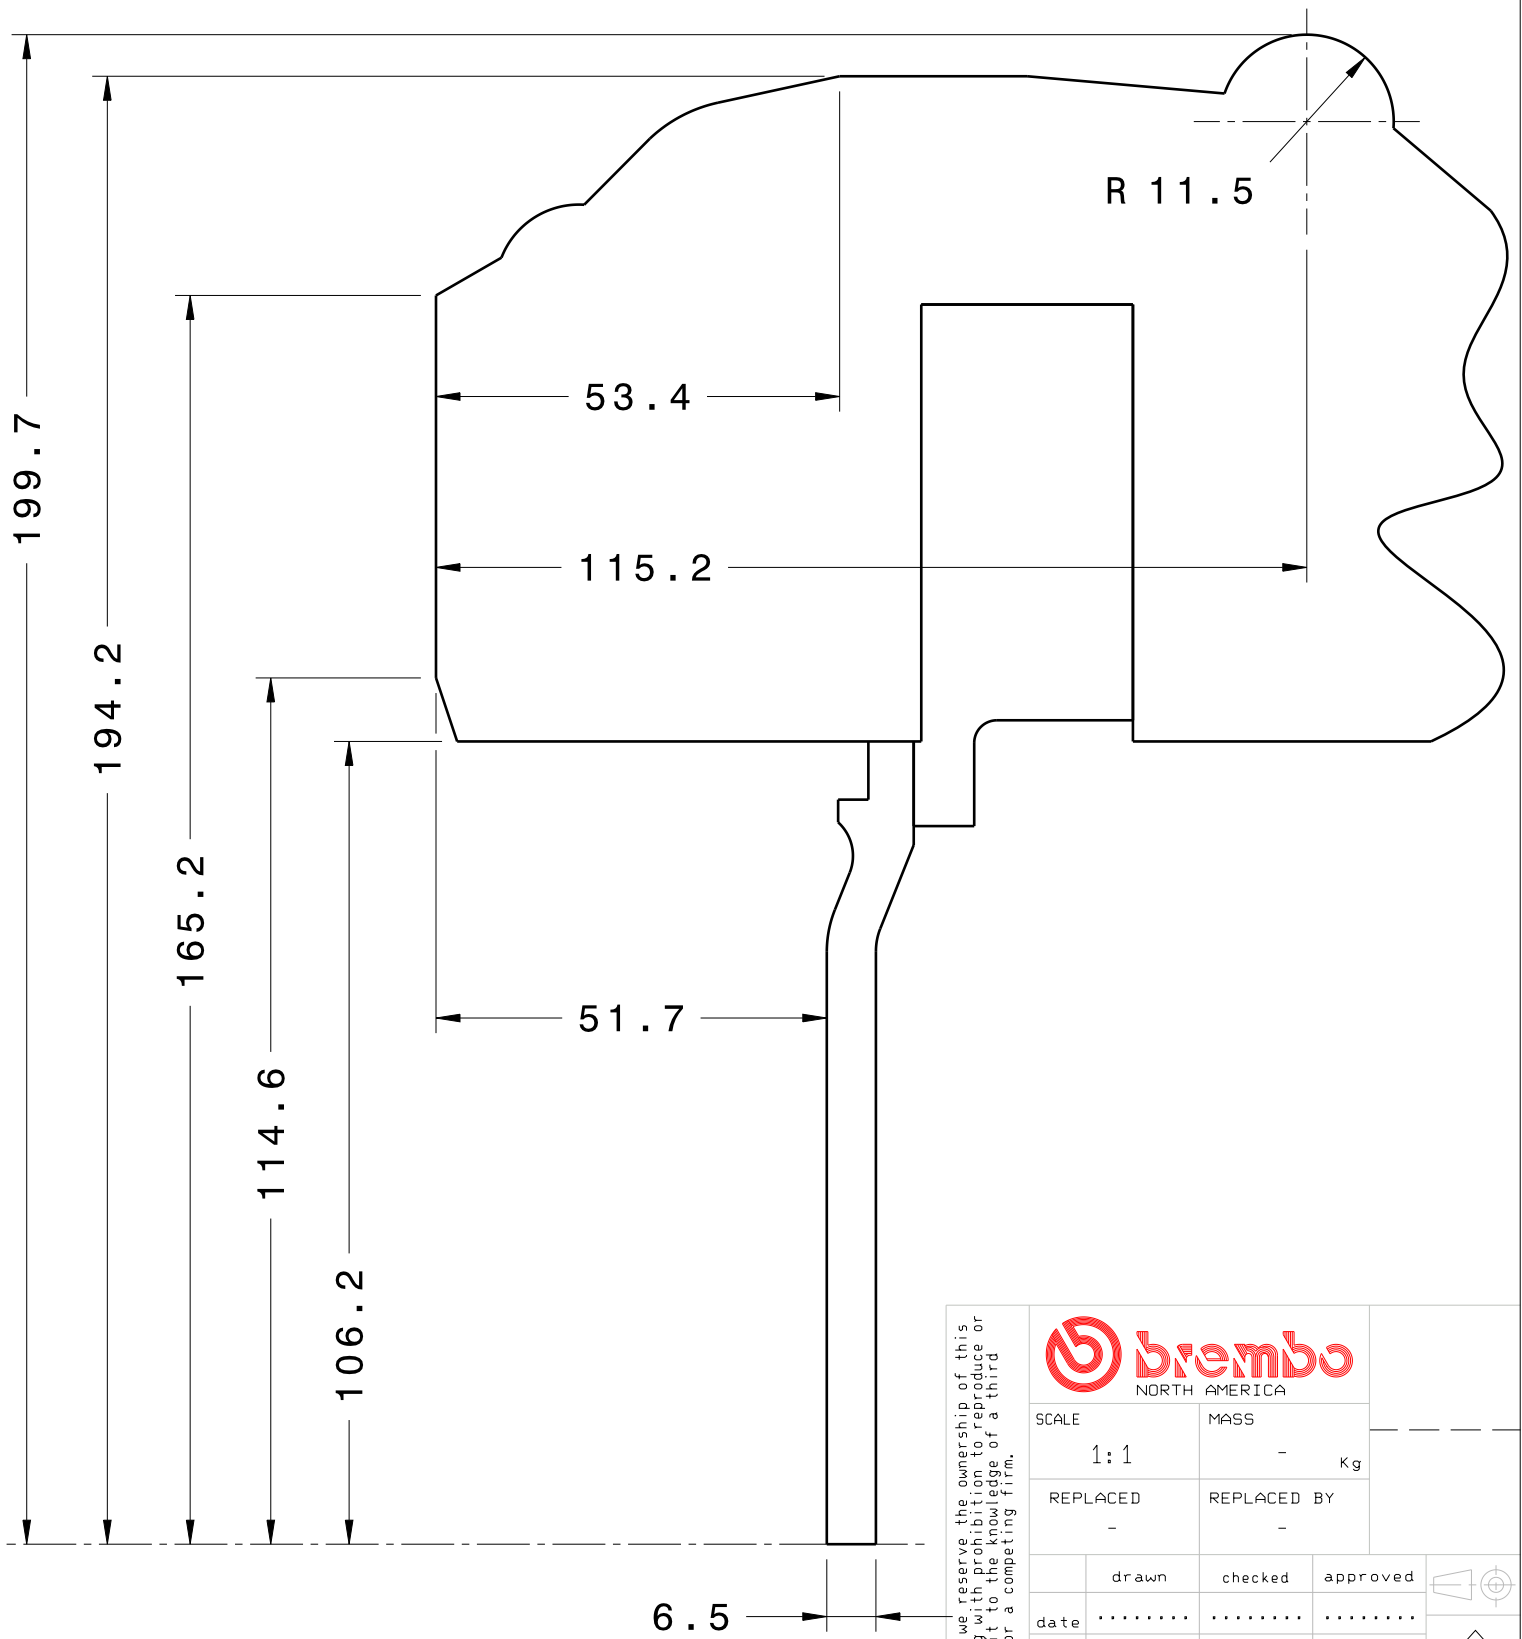 R 11.5
53.4
115.2
199.7
194.2
165.2
114.6
106.2
51.7
6.5
we reserve the ownership of this
with prohibition to reproduce or
to the knowledge of a third
or a competing firm.
brembo
NORTH AMERICA
SCALE
MASS
1:1
-
Kg
REPLACED
REPLACED BY
-
-
drawn
checked
approved
date
........
........
........